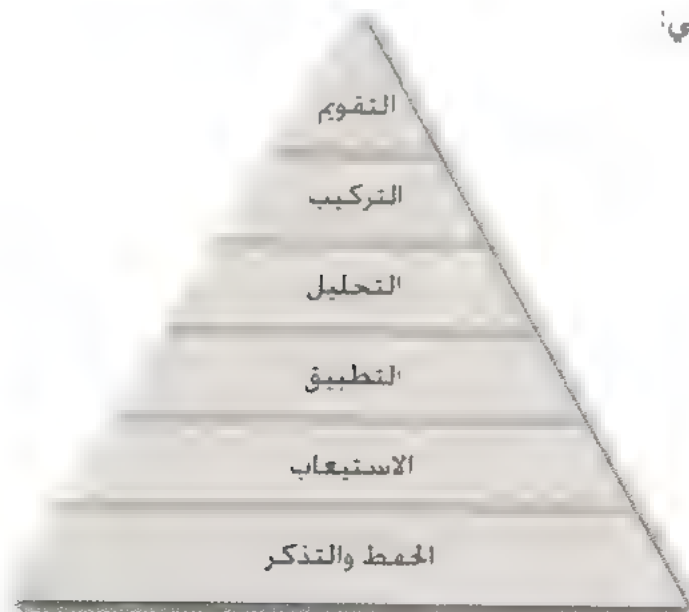 ي:
التقويم
التركيب
التحليل
التطبيق
الاستيعاب
الحفظ والتذكر